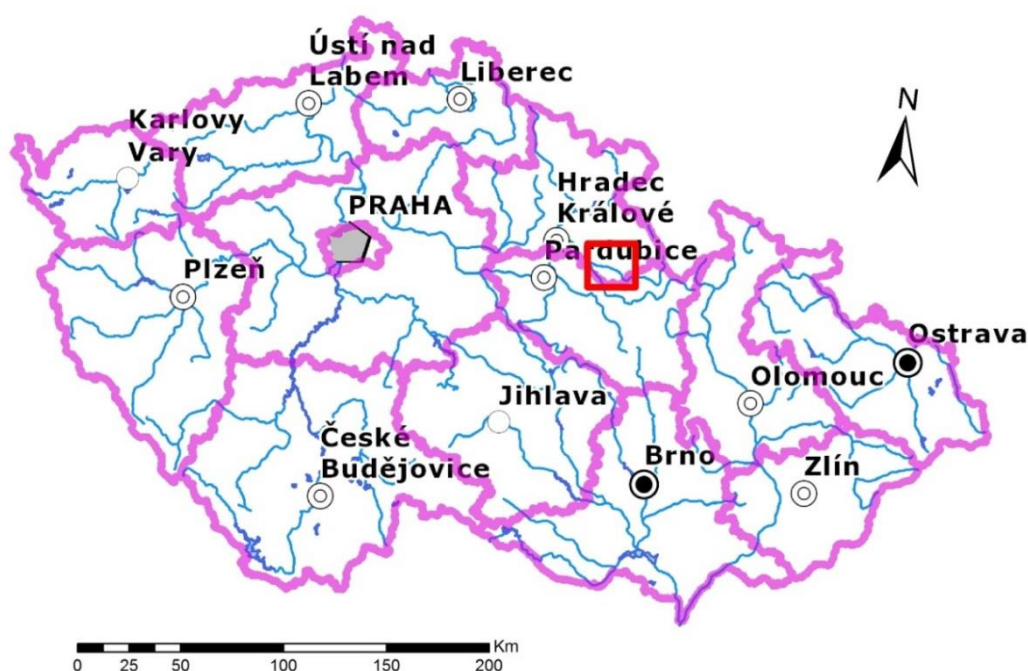 Ústí nad
Labem
Liberec
Karlovy
Vary
N
Hradec
Králové
PRAHA
Pardubice
Plzeň
Ostrava
Olomouc
Jihlava
České
Budějovice
Brno
Zlín
Km
0 25 50 100 150 200